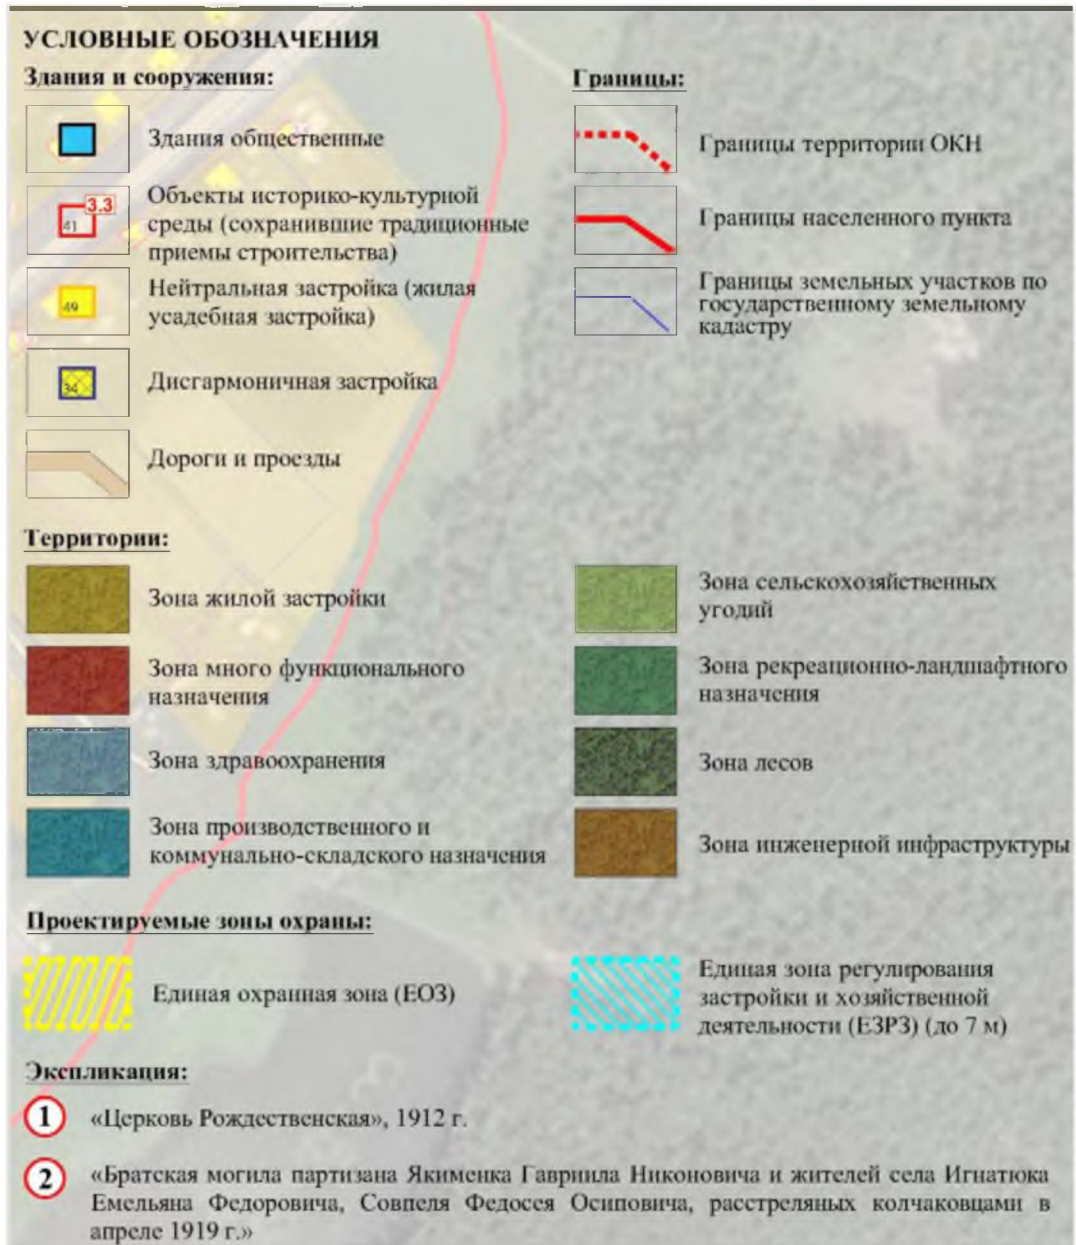 УСЛОВНЫЕ ОБОЗНАЧЕНИЯ
Здания и сооружения:
Здания общественные
3.3
41
Объекты историко-культурной
среды (сохранившие традиционные
приемы строительства)
49
Нейтральная застройка (жилая
усадебная застройка)
34
Дисгармоничная застройка
Дороги и проезды
Границы:
Границы территории ОКН
Границы населенного пункта
Границы земельных участков по
государственному земельному
кадастру
Территории:
Зона жилой застройки
Зона много функционального
назначения
Зона здравоохранения
Зона производственного и
коммунально-складского назначения
Зона сельскохозяйственных
угодий
Зона рекреационно-ландшафтного
назначения
Зона лесов
Зона инженерной инфраструктуры
Проектируемые зоны охраны:
Единая охранная зона (ЕОЗ)
Единая зона регулирования
застройки и хозяйственной
деятельности (ЕЗРЗ) (до 7 м)
Экспликация:
1 «Церковь Рождественская», 1912 г.
2 «Братская могила партизана Якименка Гавриила Никоновича и жителей села Игнатюка
Емельяна Федоровича, Совпеля Федосея Осиповича, расстреляных колчаковцами в
апреле 1919 г.»